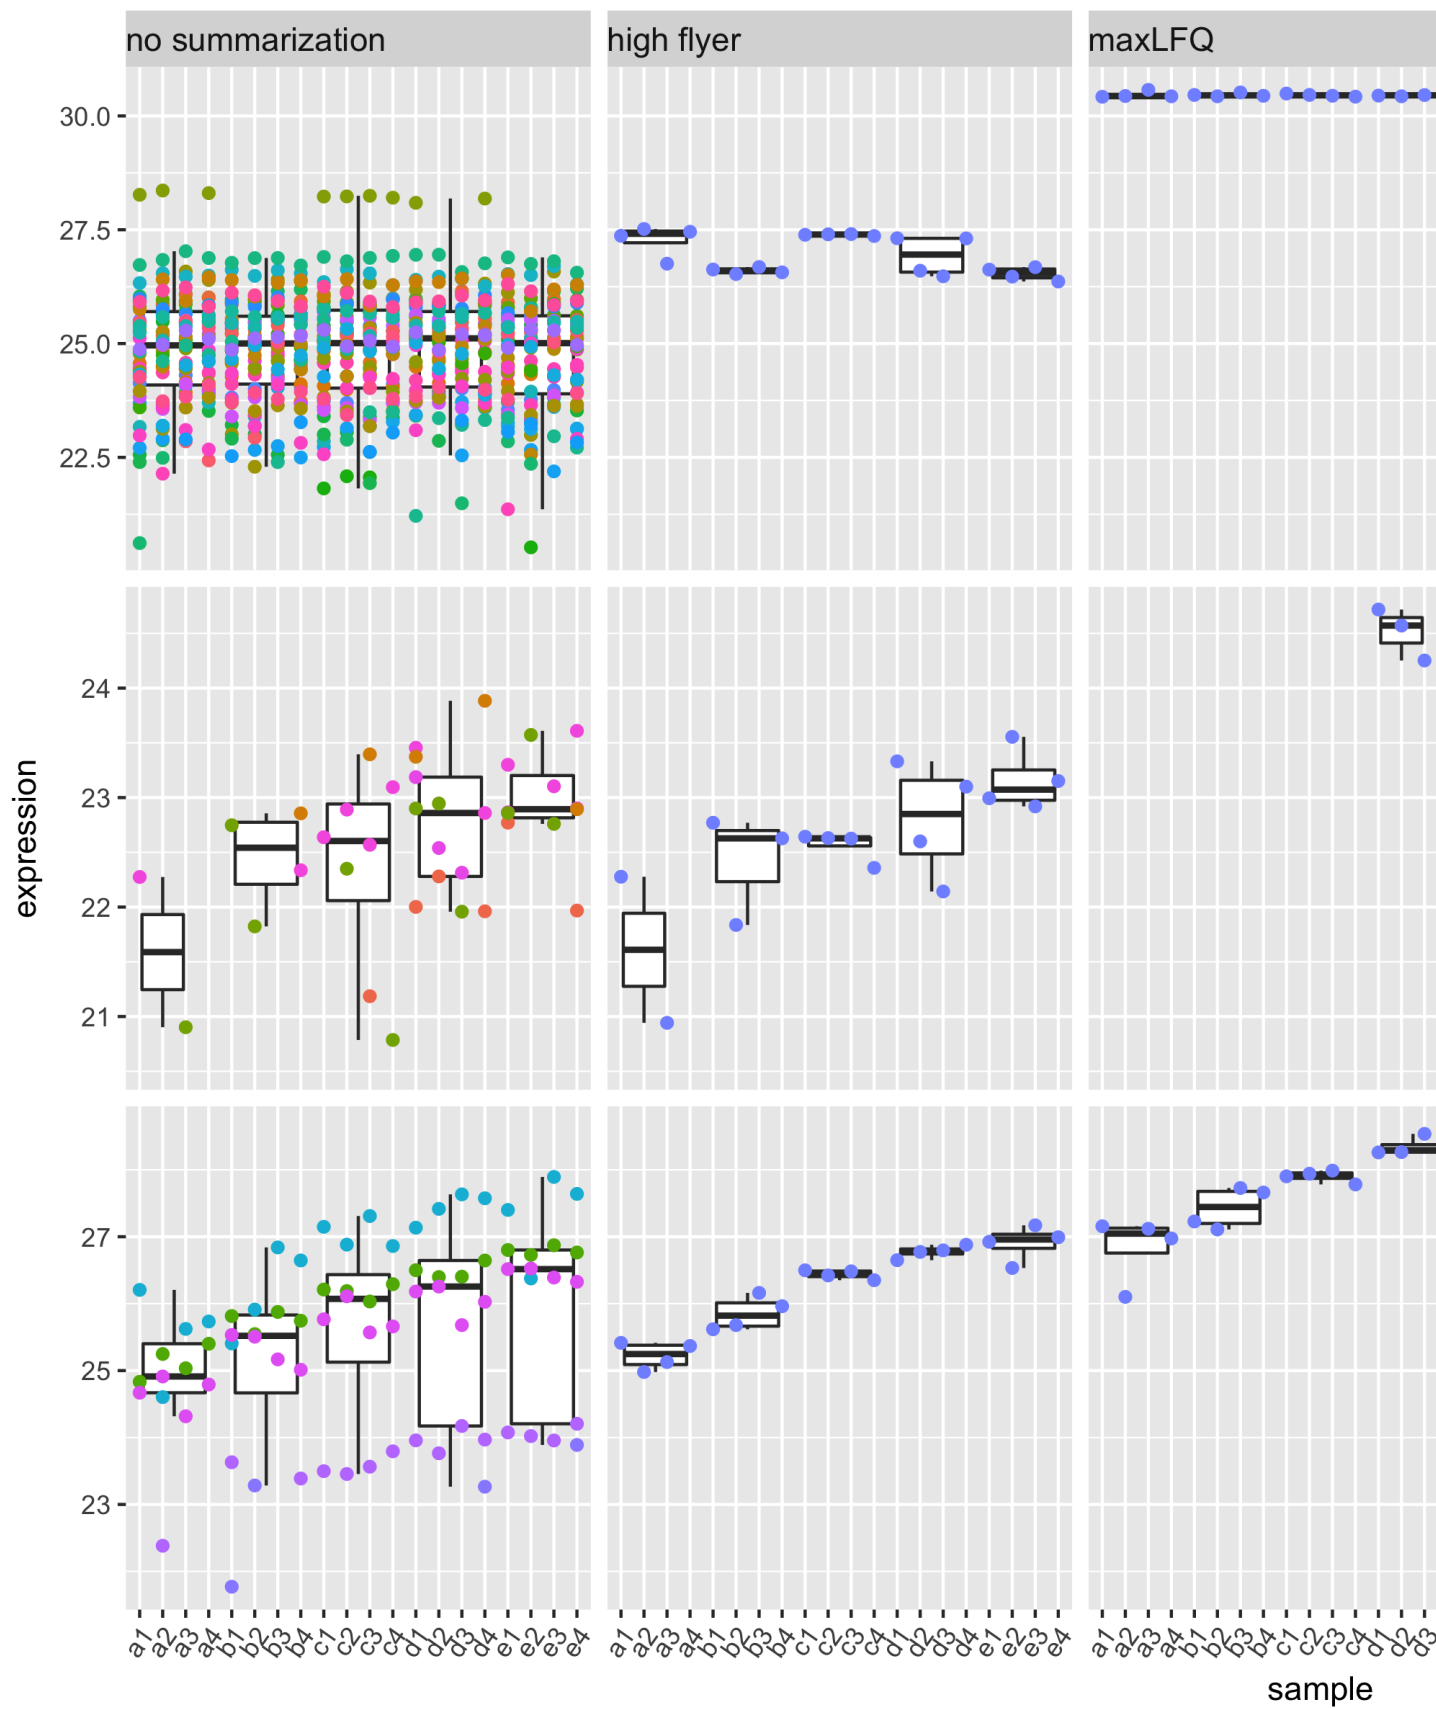 no summarization high flyer maxLFQ
30.0
27.5
25.0
22.5
24
23
22
21
27
25
23
expression
a1 a2 a3 a4 b1 b2 b3 b4 c1 c2 c3 c4 d1 d2 d3 d4 e1 e2 e3 e4 a1 a2 a3 a4 b1 b2 b3 b4 c1 c2 c3 c4 d1 d2 d3 d4 e1 e2 e3 e4 a1 a2 a3 a4 b1 b2 b3 b4 c1 c2 c3 c4 d1 d2 d3
sample